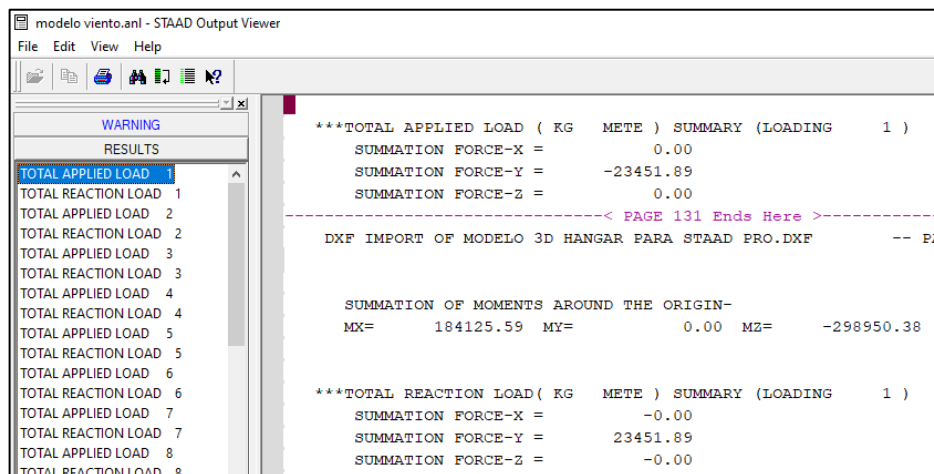 modelo viento.anl - STAAD Output Viewer
File Edit View Help
WARNING
RESULTS
TOTAL APPLIED LOAD 1
TOTAL REACTION LOAD 1
TOTAL APPLIED LOAD 2
TOTAL REACTION LOAD 2
TOTAL APPLIED LOAD 3
TOTAL REACTION LOAD 3
TOTAL APPLIED LOAD 4
TOTAL REACTION LOAD 4
TOTAL APPLIED LOAD 5
TOTAL REACTION LOAD 5
TOTAL APPLIED LOAD 6
TOTAL REACTION LOAD 6
TOTAL APPLIED LOAD 7
TOTAL REACTION LOAD 7
TOTAL APPLIED LOAD 8
TOTAL REACTION LOAD 8
***TOTAL APPLIED LOAD ( KG METE ) SUMMARY (LOADING 1 )
SUMMATION FORCE-X = 0.00
SUMMATION FORCE-Y = -23451.89
SUMMATION FORCE-Z = 0.00
--------------------------------< PAGE 131 Ends Here >-----------
DXF IMPORT OF MODELO 3D HANGAR PARA STAAD PRO.DXF -- PA
SUMMATION OF MOMENTS AROUND THE ORIGIN-
MX= 184125.59 MY= 0.00 MZ= -298950.38
***TOTAL REACTION LOAD( KG METE ) SUMMARY (LOADING 1 )
SUMMATION FORCE-X = -0.00
SUMMATION FORCE-Y = 23451.89
SUMMATION FORCE-Z = -0.00